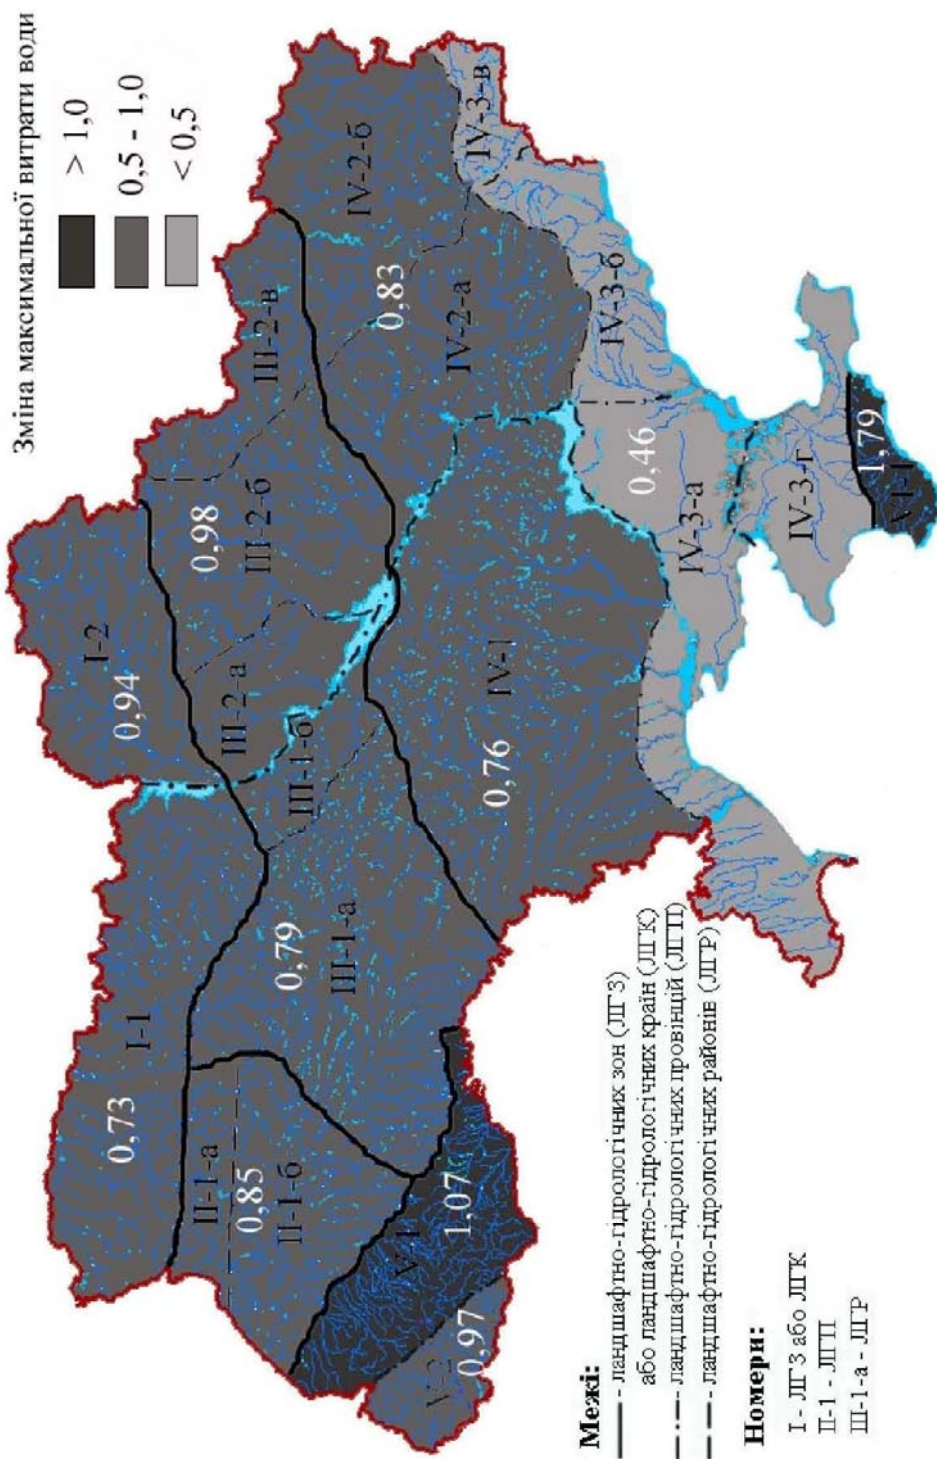 Зміна максимальної витрати води
> 1,0
0,5 - 1,0
< 0,5
I-1
0,73
I-2
0,94
II-1-а
0,85
II-1-б
III-1-а
0,79
III-1-б
III-2-а
III-2-б
0,98
III-2-в
IV-1
0,76
IV-2-а
0,83
IV-2-б
IV-3-а
0,46
IV-3-б
IV-3-в
IV-3-г
V-1
1,07
V-2
0,97
VI-1
1,79
Межі:
- ландшафтно-гідрологічних зон (ЛГЗ)
або ландшафтно-гідрологічних країн (ЛГК)
- ландшафтно-гідрологічних провінцій (ЛГП)
- ландшафтно-гідрологічних районів (ЛГР)
Номери:
I - ЛГЗ або ЛГК
II-1 - ЛГП
III-1-а - ЛГР